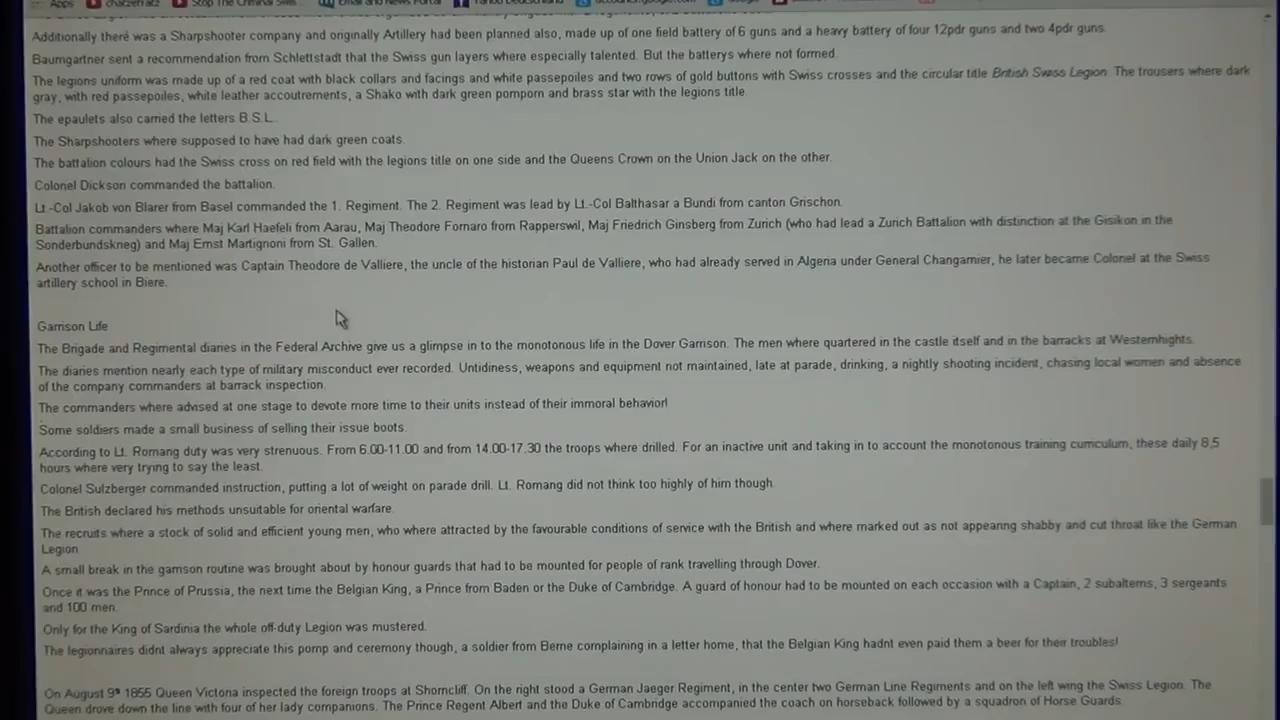 Apps
Additionally there was a Sharpshooter company and originally Artillery had been planned also, made up of one field battery of 6 guns and a heavy battery of four 12pdr guns and two 4pdr guns.
Baumgartner sent a recommendation from Schlettstadt that the Swiss gun layers where especially talented. But the batterys where not formed.
The legions uniform was made up of a red coat with black collars and facings and white passepoiles and two rows of gold buttons with Swiss crosses and the circular title British Swiss Legion. The trousers where dark
gray, with red passepoiles, white leather accoutrements, a Shako with dark green pomporn and brass star with the legions title.
The epaulets also carried the letters B.S.L..
The Sharpshooters where supposed to have had dark green coats.
The battalion colours had the Swiss cross on red field with the legions title on one side and the Queens Crown on the Union Jack on the other.
Colonel Dickson commanded the battalion.
Lt.-Col Jakob von Blarer from Basel commanded the 1. Regiment. The 2. Regiment was lead by Lt.-Col Balthasar a Bundi from canton Grischon.
Battalion commanders where Maj Karl Haefeli from Aarau, Maj Theodore Fornaro from Rapperswil, Maj Friedrich Ginsberg from Zurich (who had lead a Zurich Battalion with distinction at the Gisikon in the
Sonderbundskrieg) and Maj Ernst Martignoni from St. Gallen.
Another officer to be mentioned was Captain Theodore de Valliere, the uncle of the historian Paul de Valliere, who had already served in Algeria under General Changarnier, he later became Colonel at the Swiss
artillery school in Biere.
Garrison Life
The Brigade and Regimental diaries in the Federal Archive give us a glimpse in to the monotonous life in the Dover Garrison. The men where quartered in the castle itself and in the barracks at Westernhights.
The diaries mention nearly each type of military misconduct ever recorded. Untidiness, weapons and equipment not maintained, late at parade, drinking, a nightly shooting incident, chasing local women and absence
of the company commanders at barrack inspection.
The commanders where advised at one stage to devote more time to their units instead of their immoral behavior!
Some soldiers made a small business of selling their issue boots.
According to Lt. Romang duty was very strenuous. From 6.00-11.00 and from 14.00-17.30 the troops where drilled. For an inactive unit and taking in to account the monotonous training curriculum, these daily 8,5
hours where very trying to say the least.
Colonel Sulzberger commanded instruction, putting a lot of weight on parade drill. Lt. Romang did not think too highly of him though.
The British declared his methods unsuitable for oriental warfare.
The recruits where a stock of solid and efficient young men, who where attracted by the favourable conditions of service with the British and where marked out as not appearing shabby and cut throat like the German
Legion.
A small break in the garrison routine was brought about by honour guards that had to be mounted for people of rank travelling through Dover.
Once it was the Prince of Prussia, the next time the Belgian King, a Prince from Baden or the Duke of Cambridge. A guard of honour had to be mounted on each occasion with a Captain, 2 subalterns, 3 sergeants
and 100 men.
Only for the King of Sardinia the whole off-duty Legion was mustered.
The legionnaires didnt always appreciate this pomp and ceremony though, a soldier from Berne complaining in a letter home, that the Belgian King hadnt even paid them a beer for their troubles!
On August 9th 1855 Queen Victoria inspected the foreign troops at Shorncliff. On the right stood a German Jaeger Regiment, in the center two German Line Regiments and on the left wing the Swiss Legion. The
Queen drove down the line with four of her lady companions. The Prince Regent Albert and the Duke of Cambridge accompanied the coach on horseback followed by a squadron of Horse Guards.